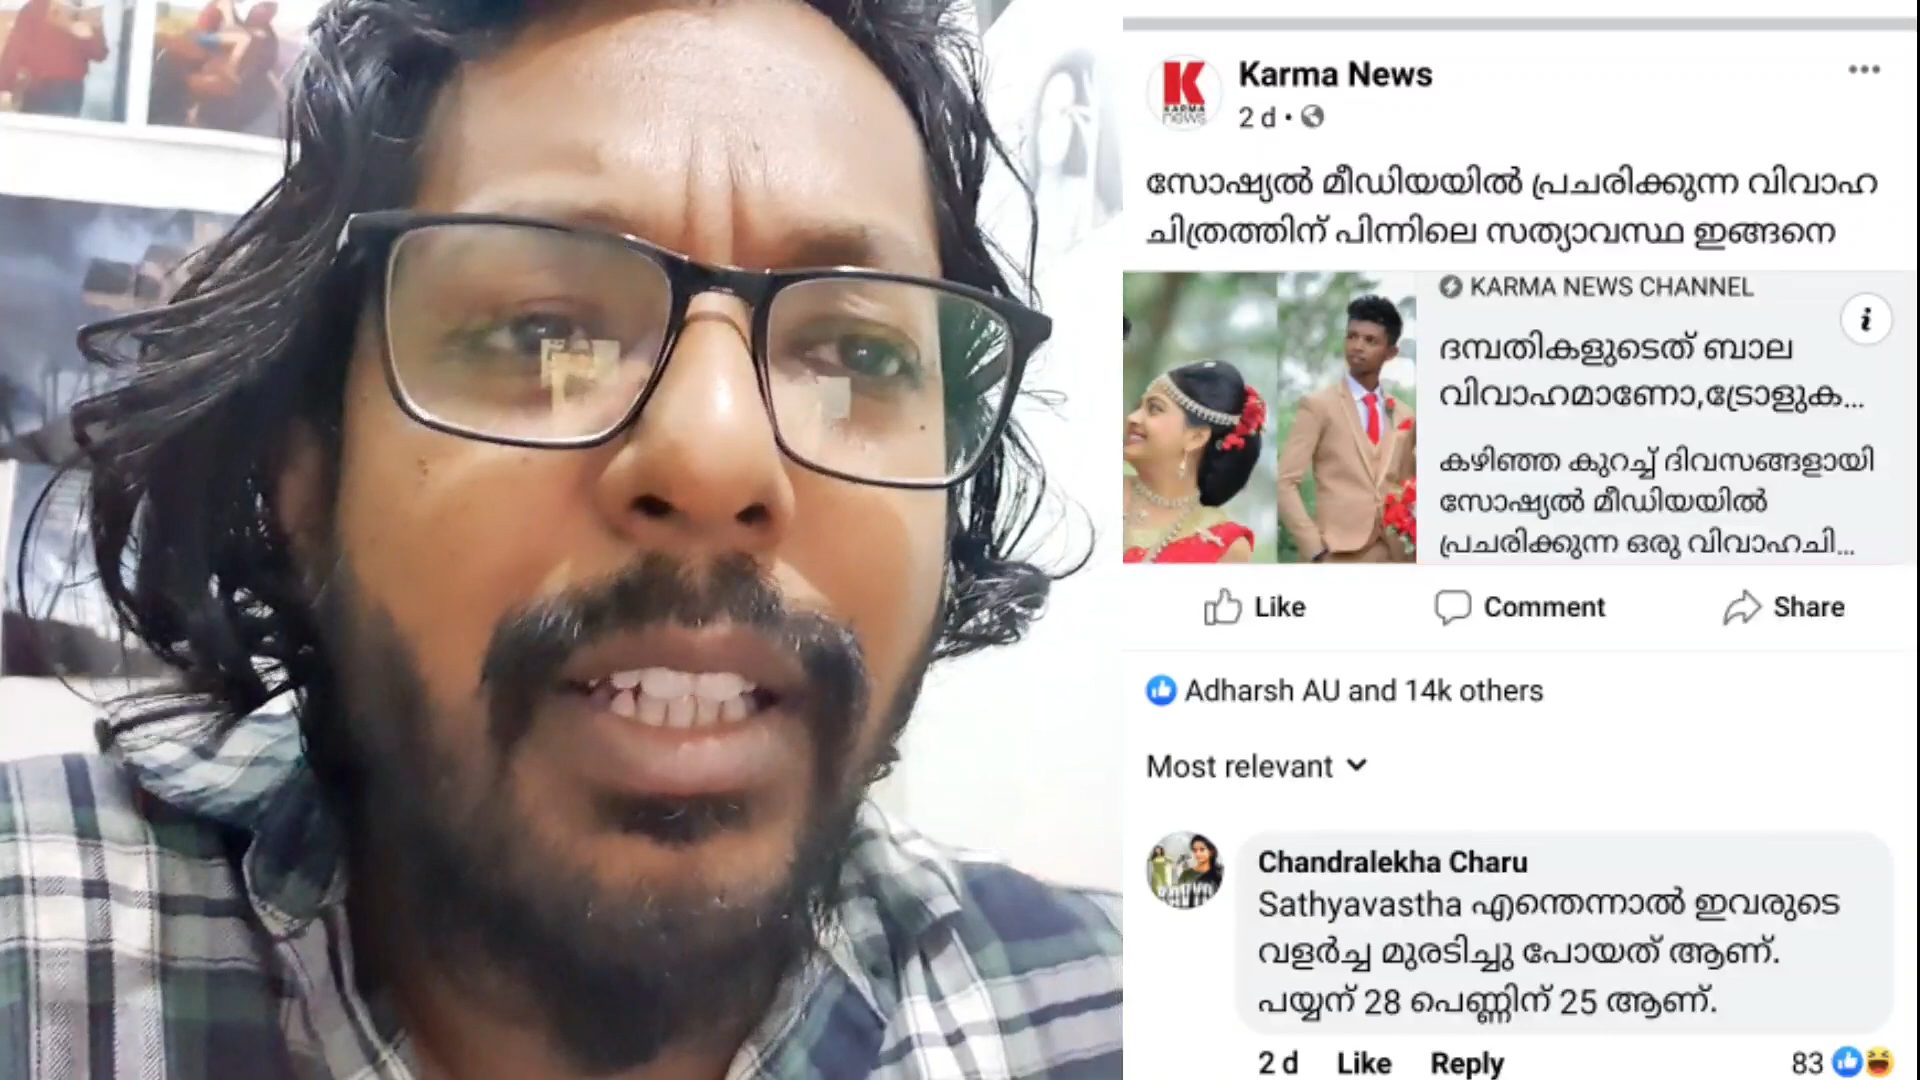 Karma News
2 d
K
KARMA
news
സോഷ്യൽ മീഡിയയിൽ പ്രചരിക്കുന്ന വിവാഹ
ചിത്രത്തിന് പിന്നിലെ സത്യാവസ്ഥ ഇങ്ങനെ
KARMA NEWS CHANNEL
ദമ്പതികളുടെത് ബാല
വിവാഹമാണോ,ട്രോളുക...
കഴിഞ്ഞ കുറച്ച് ദിവസങ്ങളായി
സോഷ്യൽ മീഡിയയിൽ
പ്രചരിക്കുന്ന ഒരു വിവാഹചി...
Like Comment Share
Adharsh AU and 14k others
Most relevant
Chandralekha Charu
Sathyavastha എന്തെന്നാൽ ഇവരുടെ
വളർച്ച മുരടിച്ചു പോയത് ആണ്.
പയ്യന് 28 പെണ്ണിന് 25 ആണ്.
2 d Like Reply 83